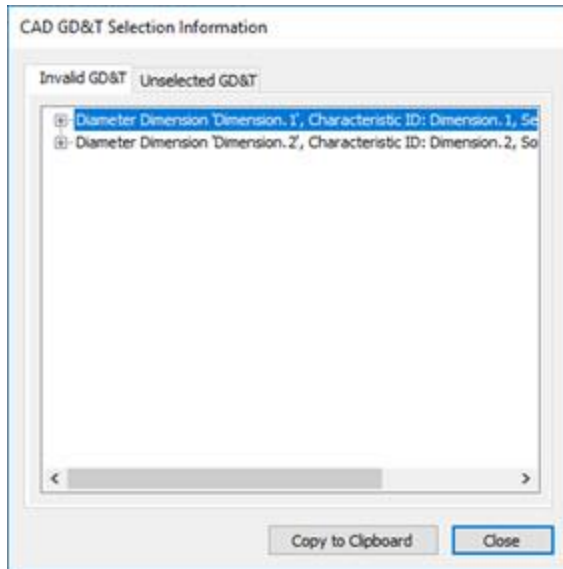 CAD GD&T Selection Information
Invalid GD&T Unselected GD&T
Diameter Dimension 'Dimension.1', Characteristic ID: Dimension.1, Se
Diameter Dimension 'Dimension.2', Characteristic ID: Dimension.2, So
Copy to Clipboard Close